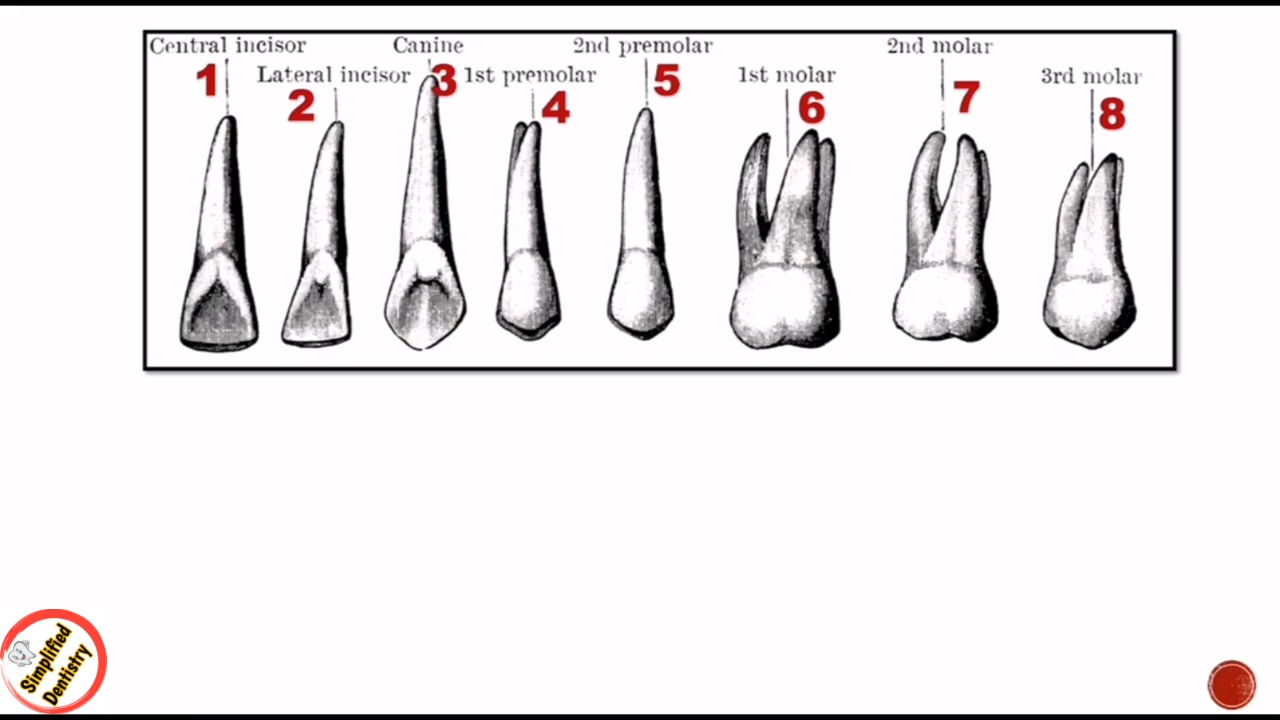 Central incisor
Canine
2nd premolar
2nd molar
1
Lateral incisor
3
1st premolar
5
1st molar
7
3rd molar
2
4
6
8
Simplified
Dentistry